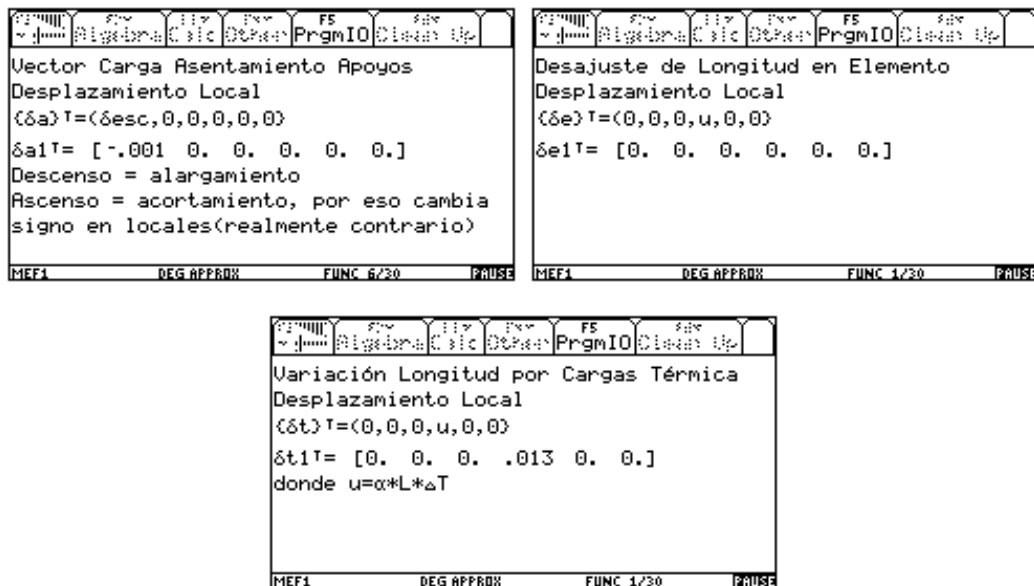 Algebra Calc Other PrgmIO Clean Up
F5
Vector Carga Asentamiento Apoyos
Desplazamiento Local
{δa}ᵀ={δesc,0,0,0,0,0}
δa1ᵀ= [-.001 0. 0. 0. 0. 0.]
Descenso = alargamiento
Ascenso = acortamiento, por eso cambia
signo en locales(realmente contrario)
MEF1 DEG APPROX FUNC 6/30 PAUSE
Algebra Calc Other PrgmIO Clean Up
F5
Desajuste de Longitud en Elemento
Desplazamiento Local
{δe}ᵀ={0,0,0,u,0,0}
δe1ᵀ= [0. 0. 0. 0. 0. 0.]
MEF1 DEG APPROX FUNC 1/30 PAUSE
Algebra Calc Other PrgmIO Clean Up
F5
Variación Longitud por Cargas Térmica
Desplazamiento Local
{δt}ᵀ={0,0,0,u,0,0}
δt1ᵀ= [0. 0. 0. .013 0. 0.]
donde u=α*L*△T
MEF1 DEG APPROX FUNC 1/30 PAUSE